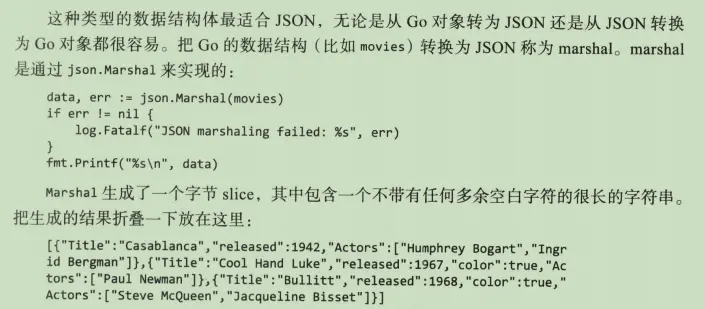 这种类型的数据结构体最适合 JSON，无论是从 Go 对象转为 JSON 还是从 JSON 转换
为 Go 对象都很容易。把 Go 的数据结构（比如 movies）转换为 JSON 称为 marshal。marshal
是通过 json.Marshal 来实现的：
data, err := json.Marshal(movies)
if err != nil {
    log.Fatalf("JSON marshaling failed: %s", err)
}
fmt.Printf("%s\n", data)
Marshal 生成了一个字节 slice，其中包含一个不带有任何多余空白字符的很长的字符串。
把生成的结果折叠一下放在这里：
[{"Title":"Casablanca","released":1942,"Actors":["Humphrey Bogart","Ingr
id Bergman"]},{"Title":"Cool Hand Luke","released":1967,"color":true,"Ac
tors":["Paul Newman"]},{"Title":"Bullitt","released":1968,"color":true,"
Actors":["Steve McQueen","Jacqueline Bisset"]}]